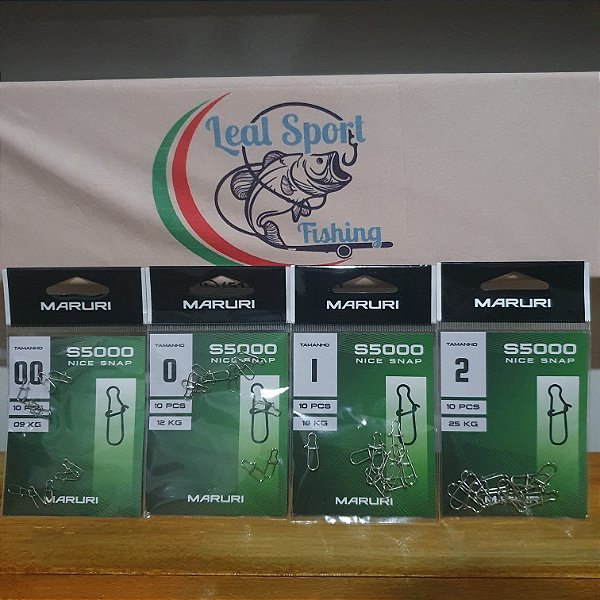 Leal Sport
Fishing
MARURI
TAMANHO
00
S5000
NICE SNAP
10 PCS
09 KG
MARURI
MARURI
TAMANHO
0
S5000
NICE SNAP
10 PCS
12 KG
MARURI
MARURI
TAMANHO
1
S5000
NICE SNAP
10 PCS
18 KG
MARURI
MARURI
TAMANHO
2
S5000
NICE SNAP
10 PCS
25 KG
MARURI